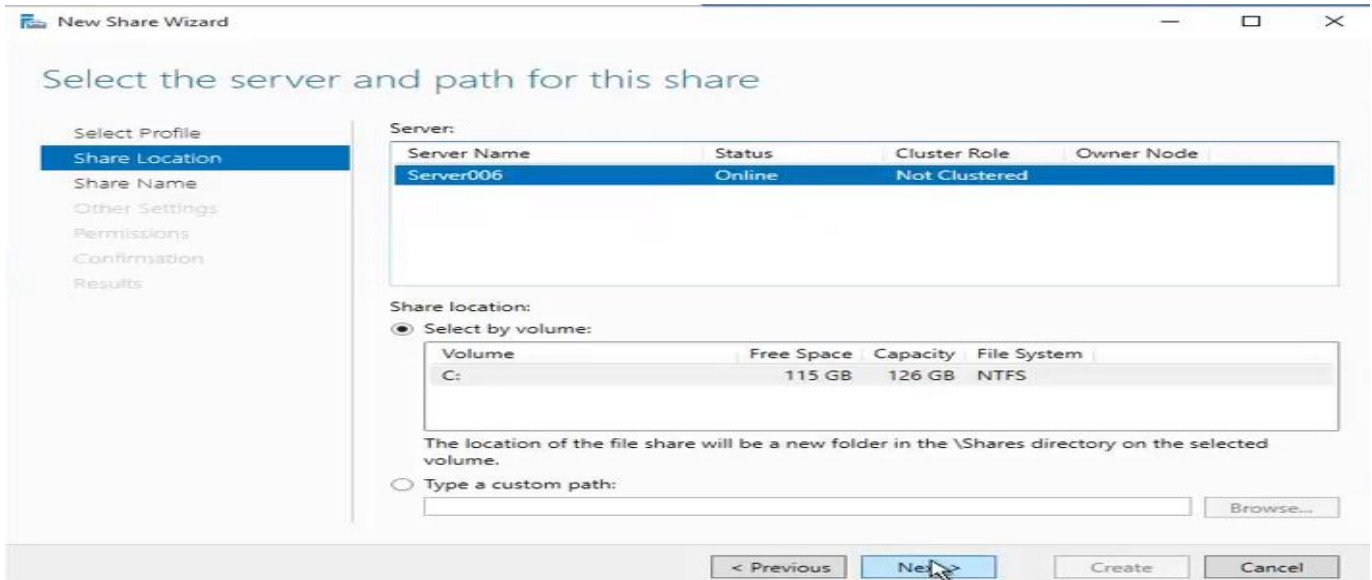 New Share Wizard
Select the server and path for this share
Select Profile
Share Location
Share Name
Other Settings
Permissions
Confirmation
Results
Server:
Server Name Status Cluster Role Owner Node
Server006 Online Not Clustered
Share location:
Select by volume:
Volume Free Space Capacity File System
C: 115 GB 126 GB NTFS
The location of the file share will be a new folder in the \Shares directory on the selected
volume.
Type a custom path:
Browse...
< Previous Next > Create Cancel